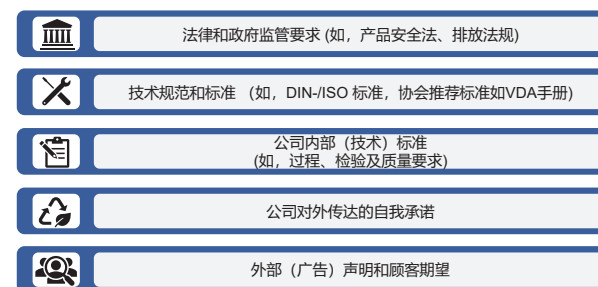 法律和政府监管要求 (如，产品安全法、排放法规)
技术规范和标准 （如，DIN-/ISO 标准，协会推荐标准如VDA手册)
公司内部（技术）标准
(如，过程、检验及质量要求)
公司对外传达的自我承诺
外部（广告）声明和顾客期望